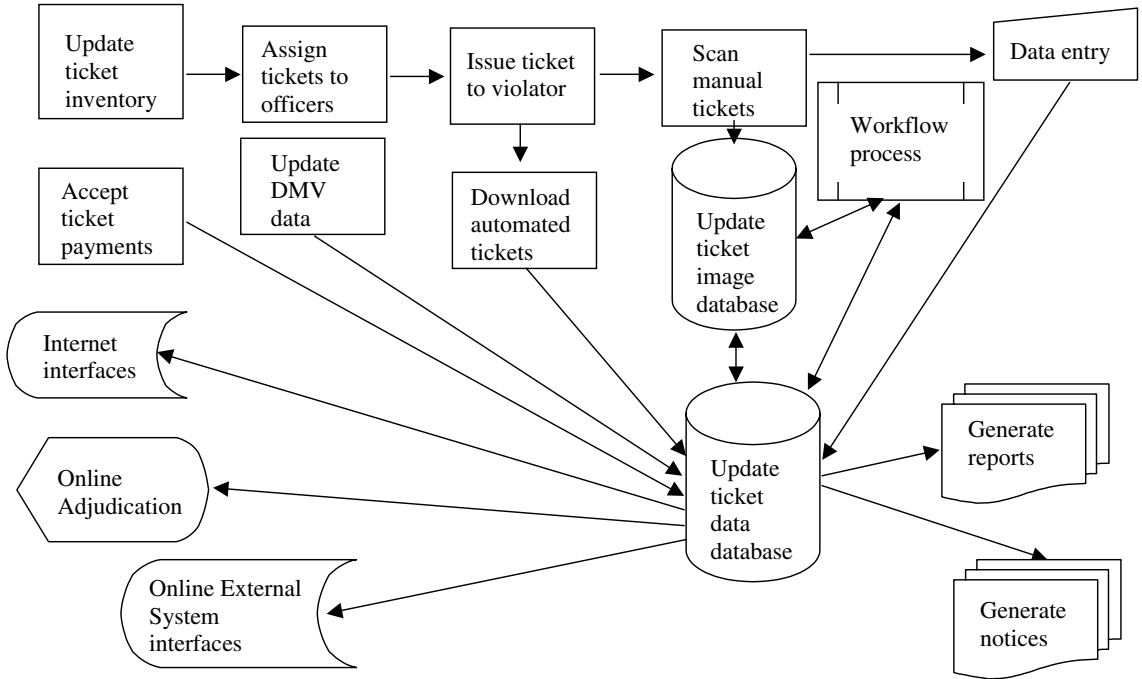 Update
ticket
inventory
Assign
tickets to
officers
Issue ticket
to violator
Scan
manual
tickets
Data entry
Workflow
process
Accept
ticket
payments
Update
DMV
data
Download
automated
tickets
Update
ticket
image
database
Internet
interfaces
Online
Adjudication
Online External
System
interfaces
Update
ticket
data
database
Generate
reports
Generate
notices